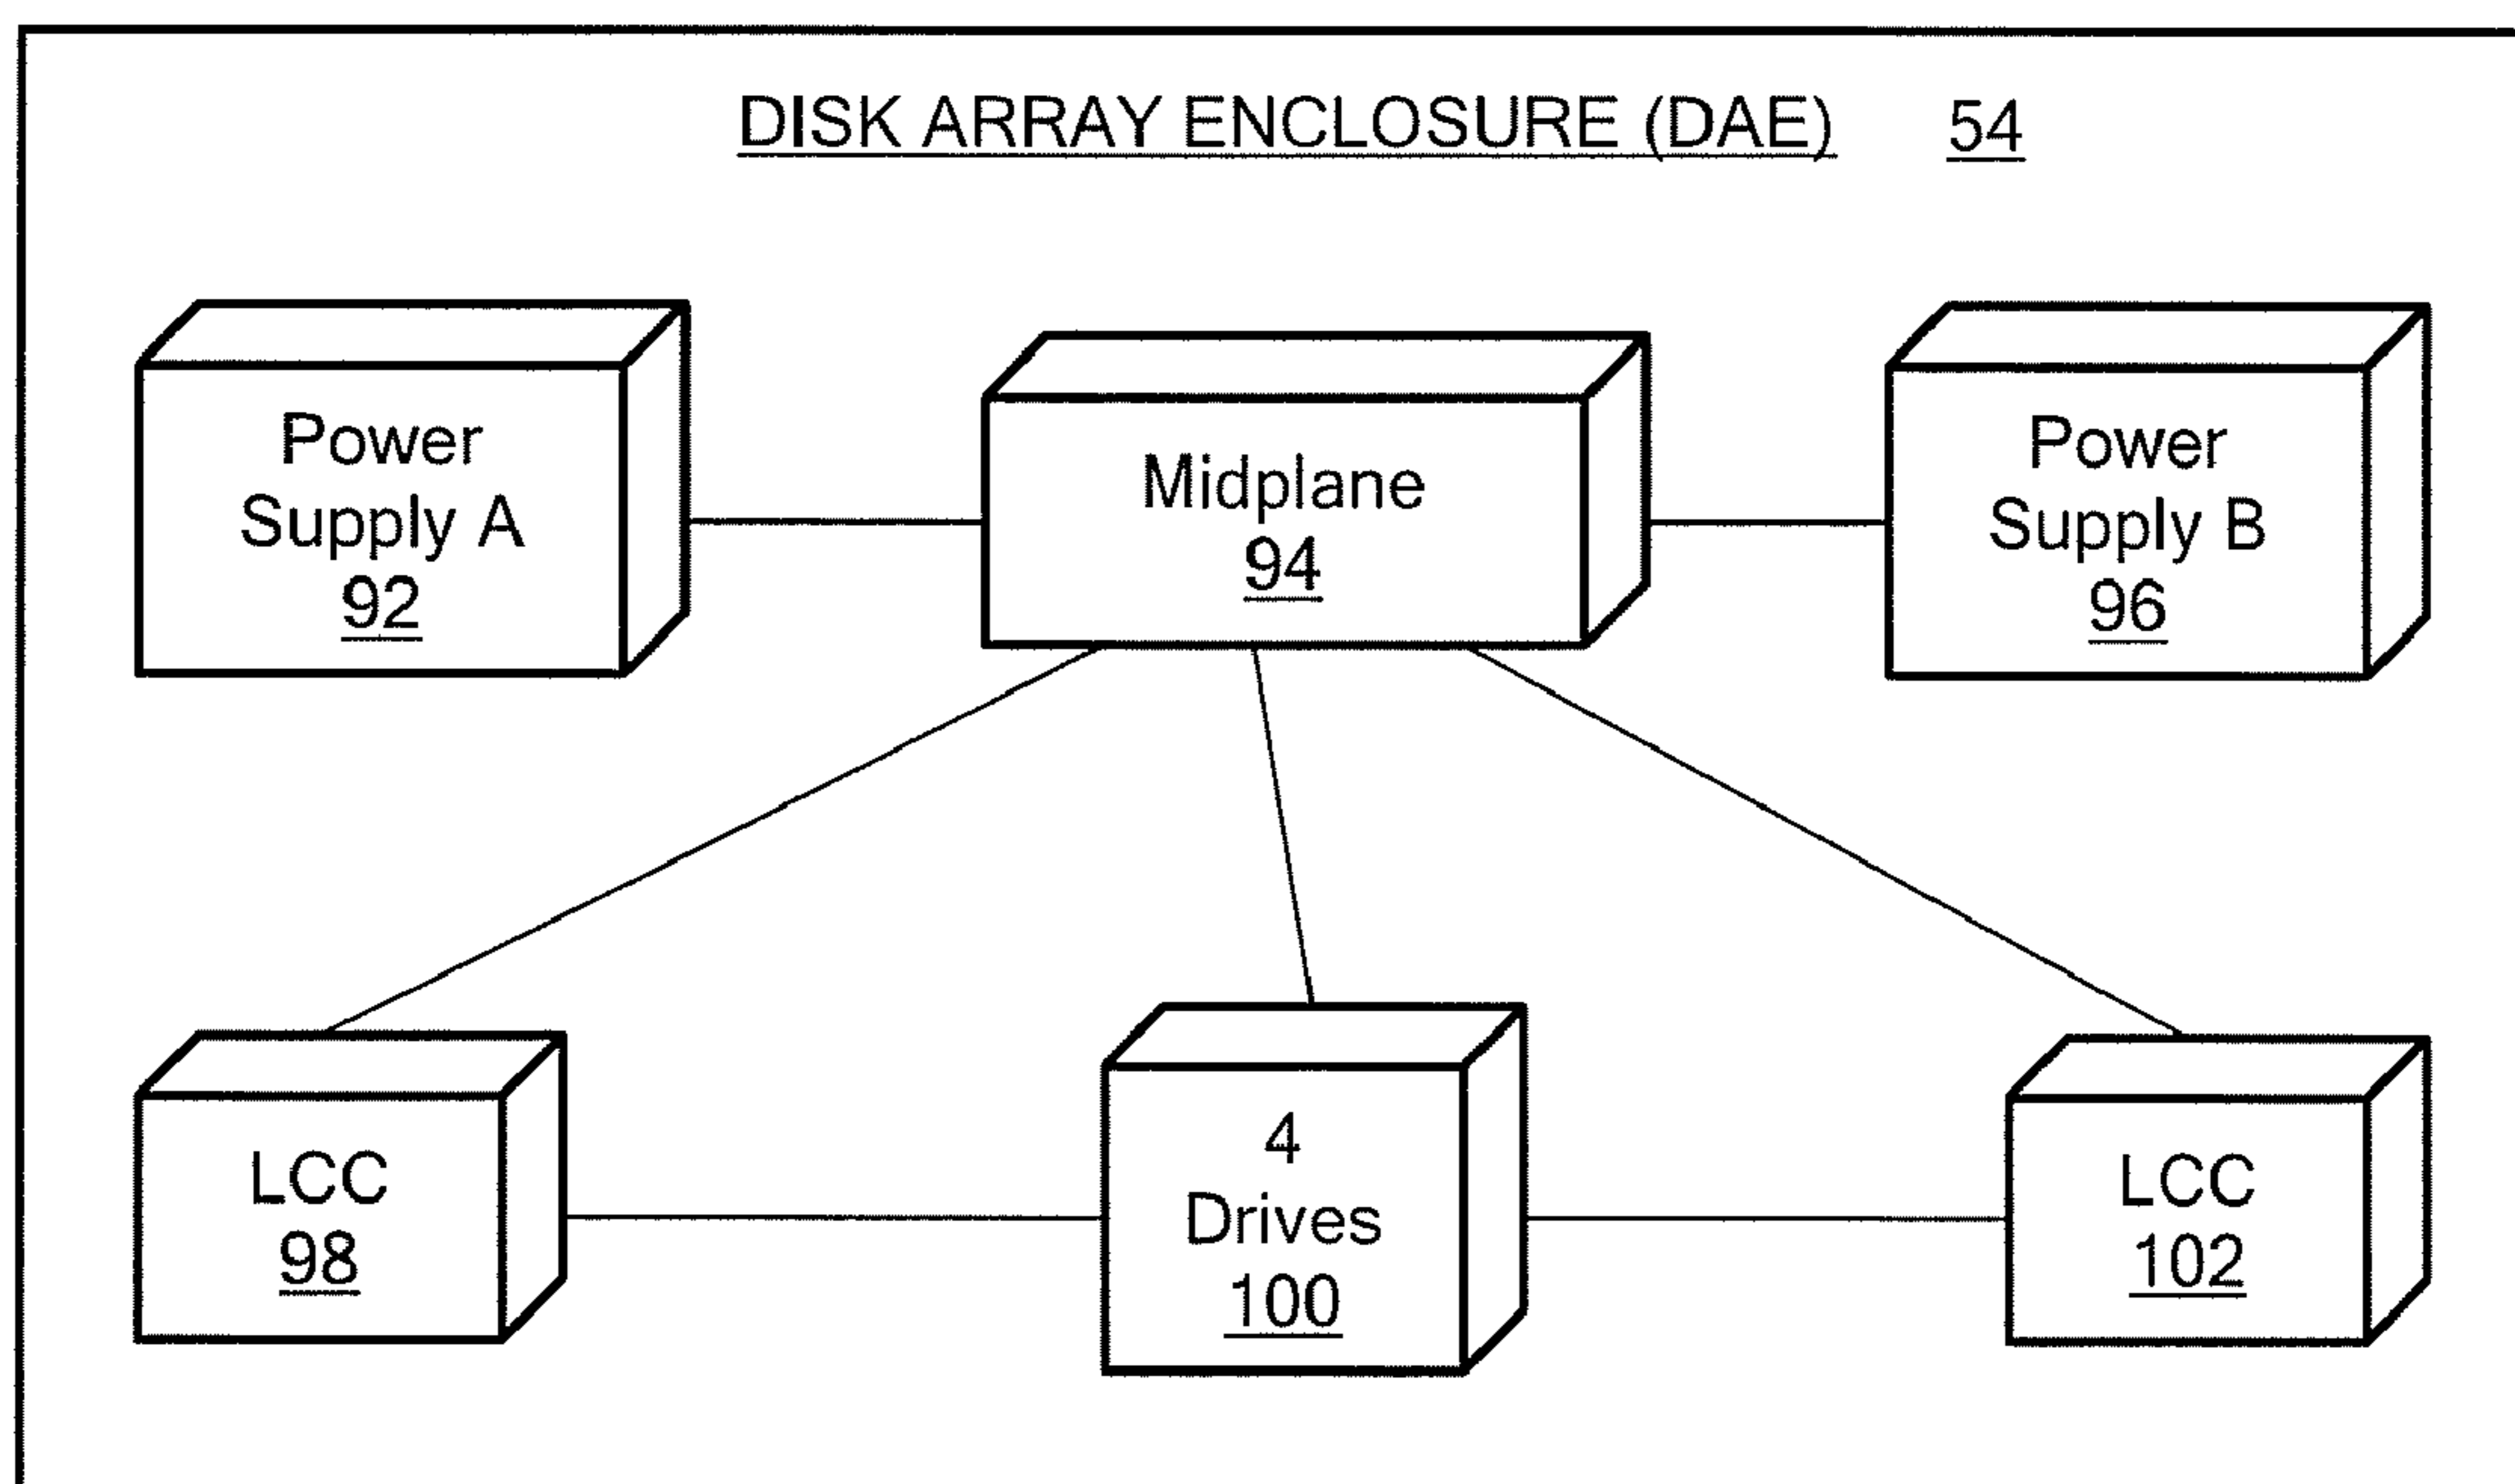 DISK ARRAY ENCLOSURE (DAE) 54
Power
Supply A
92
Midplane
94
Power
Supply B
96
LCC
98
4
Drives
100
LCC
102